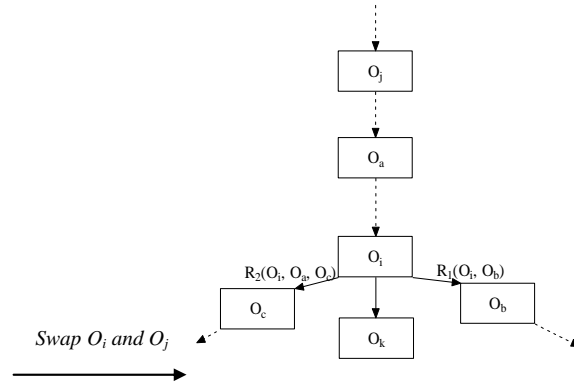 O_j
O_a
O_i
R_2(O_i, O_a, O_c)
R_1(O_i, O_b)
O_c
O_b
Swap O_i and O_j
O_k